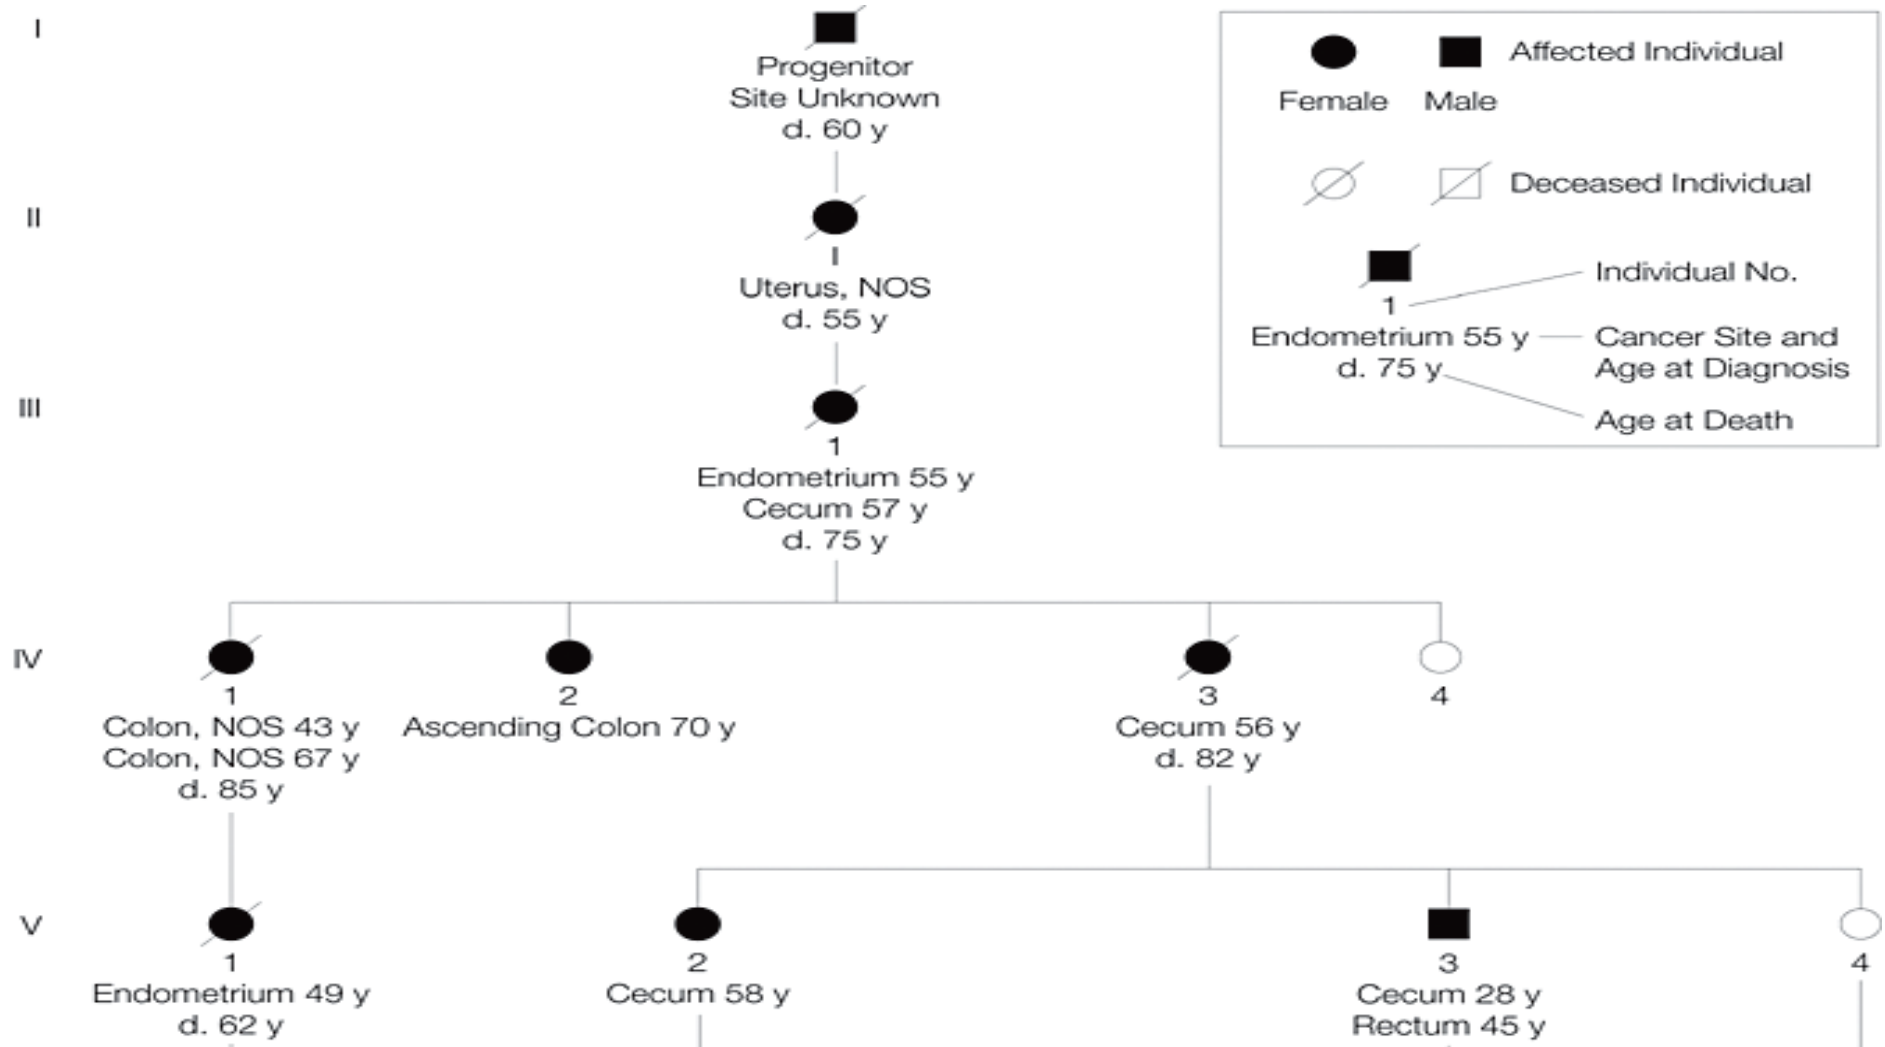 I
Progenitor
Site Unknown
d. 60 y
II
I
Uterus, NOS
d. 55 y
III
1
Endometrium 55 y
Cecum 57 y
d. 75 y
IV
1
Colon, NOS 43 y
Colon, NOS 67 y
d. 85 y
2
Ascending Colon 70 y
3
Cecum 56 y
d. 82 y
4
V
1
Endometrium 49 y
d. 62 y
2
Cecum 58 y
3
Cecum 28 y
Rectum 45 y
4
Affected Individual
Female Male
Deceased Individual
Individual No.
1
Endometrium 55 y
d. 75 y
Cancer Site and
Age at Diagnosis
Age at Death